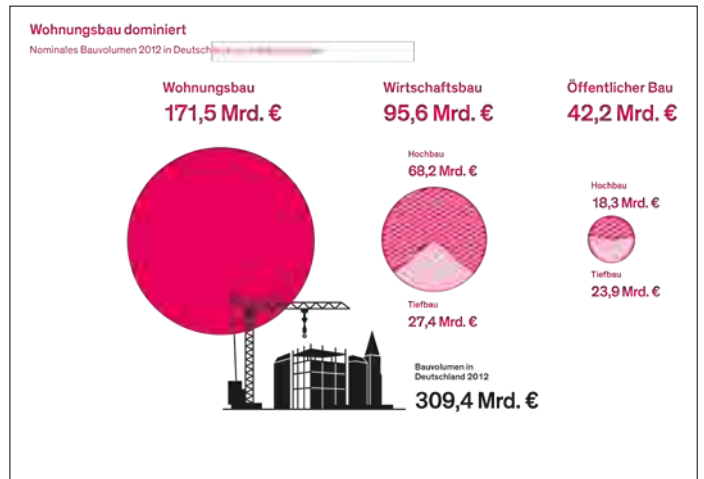 Wohnungsbau dominiert
Nominales Bauvolumen 2012 in
Wohnungsbau
171,5 Mrd. €
Wirtschaftsbau
95,6 Mrd. €
Öffentlicher Bau
42,2 Mrd. €
Hochbau
68,2 Mrd. €
Tiefbau
27,4 Mrd. €
Hochbau
18,3 Mrd. €
Tiefbau
23,9 Mrd. €
Bauvolumen in
Deutschland 2012
309,4 Mrd. €